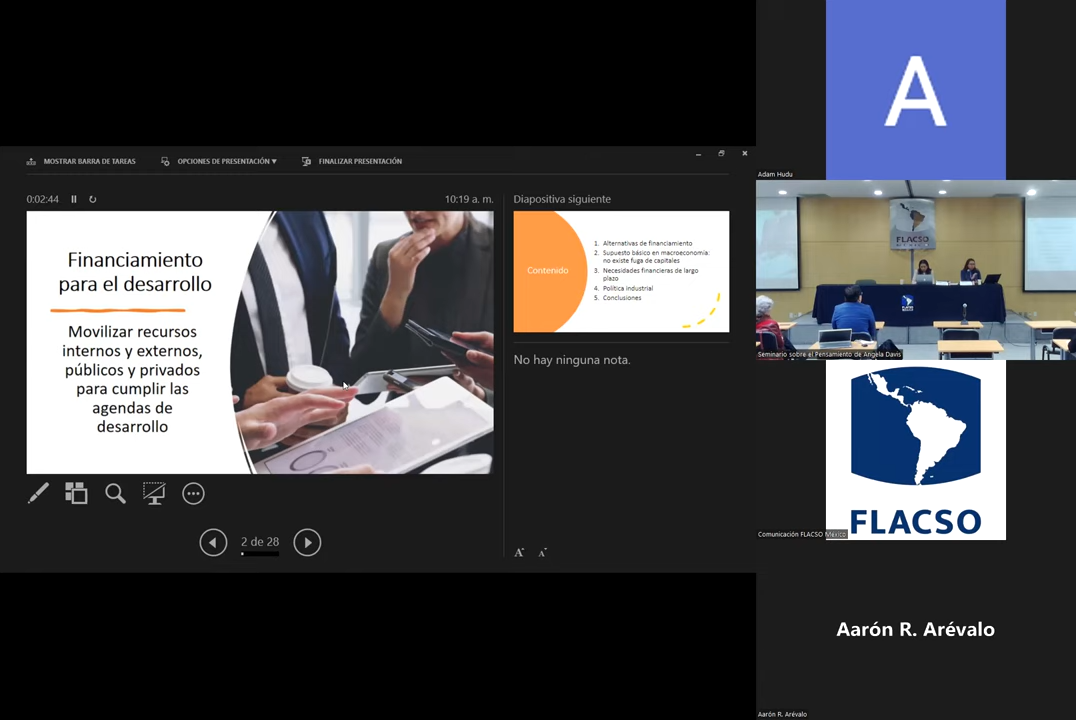 MOSTRAR BARRA DE TAREAS
OPCIONES DE PRESENTACIÓN ▼
FINALIZAR PRESENTACIÓN
0:02:44
10:19 a. m.
Financiamiento
para el desarrollo
Movilizar recursos
internos y externos,
públicos y privados
para cumplir las
agendas de
desarrollo
2 de 28
Diapositiva siguiente
Contenido
1. Alternativas de financiamiento
2. Supuesto básico en macroeconomía:
no existe fuga de capitales
3. Necesidades financieras de largo
plazo
4. Política industrial
5. Conclusiones
No hay ninguna nota.
A
A
A
Adam Hudu
FLACSO
Seminario sobre el Pensamiento de Angela Davis
FLACSO
Comunicación FLACSO México
Aarón R. Arévalo
Aarón R. Arévalo